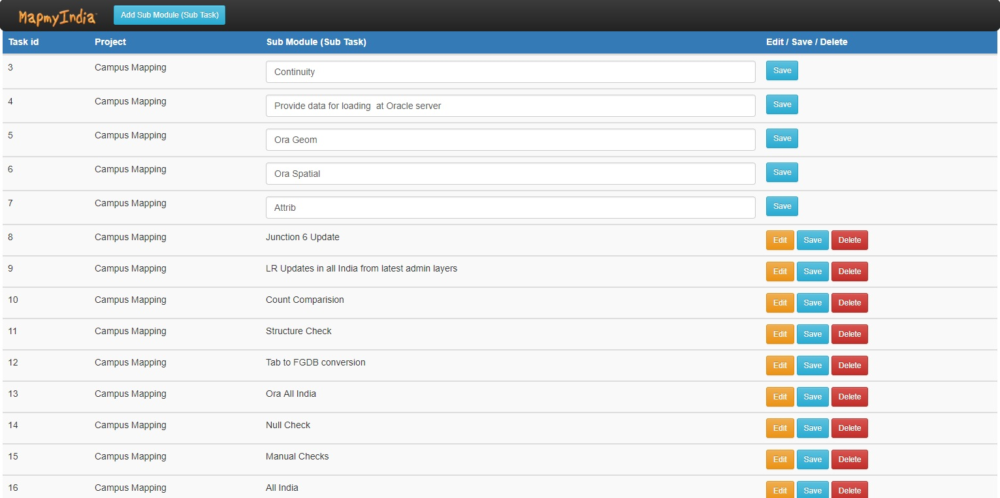 MapmyIndia Add Sub Module (Sub Task)
Task id Project Sub Module (Sub Task) Edit / Save / Delete
3 Campus Mapping Continuity Save
4 Campus Mapping Provide data for loading  at Oracle server Save
5 Campus Mapping Ora Geom Save
6 Campus Mapping Ora Spatial Save
7 Campus Mapping Attrib Save
8 Campus Mapping Junction 6 Update Edit Save Delete
9 Campus Mapping LR Updates in all India from latest admin layers Edit Save Delete
10 Campus Mapping Count Comparision Edit Save Delete
11 Campus Mapping Structure Check Edit Save Delete
12 Campus Mapping Tab to FGDB conversion Edit Save Delete
13 Campus Mapping Ora All India Edit Save Delete
14 Campus Mapping Null Check Edit Save Delete
15 Campus Mapping Manual Checks Edit Save Delete
16 Campus Mapping All India Edit Save Delete